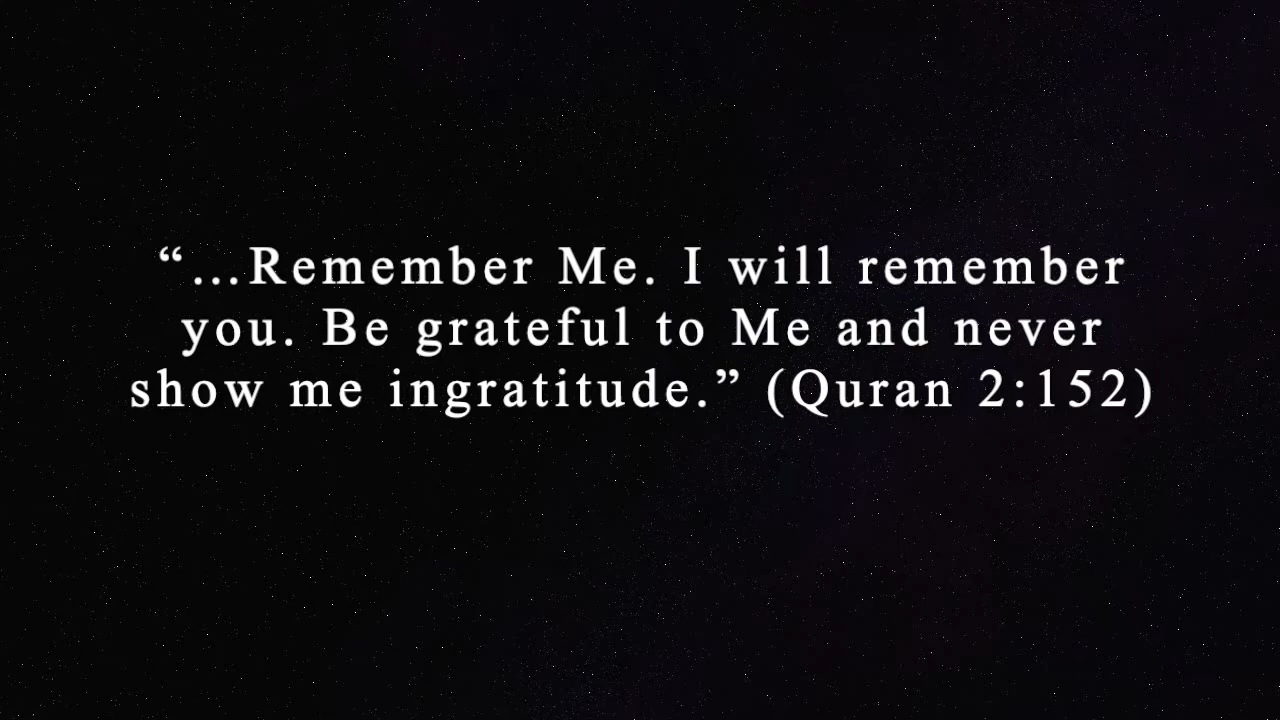 “...Remember Me. I will remember
you. Be grateful to Me and never
show me ingratitude.” (Quran 2:152)